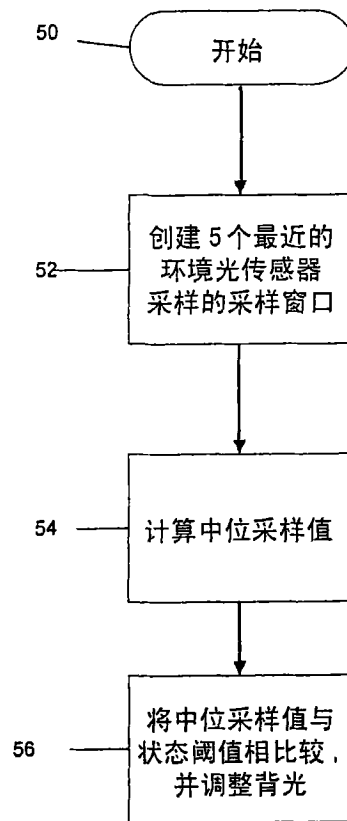 50
开始
52
创建5个最近的
环境光传感器
采样的采样窗口
54
计算中位采样值
56
将中位采样值与
状态阈值相比较，
并调整背光